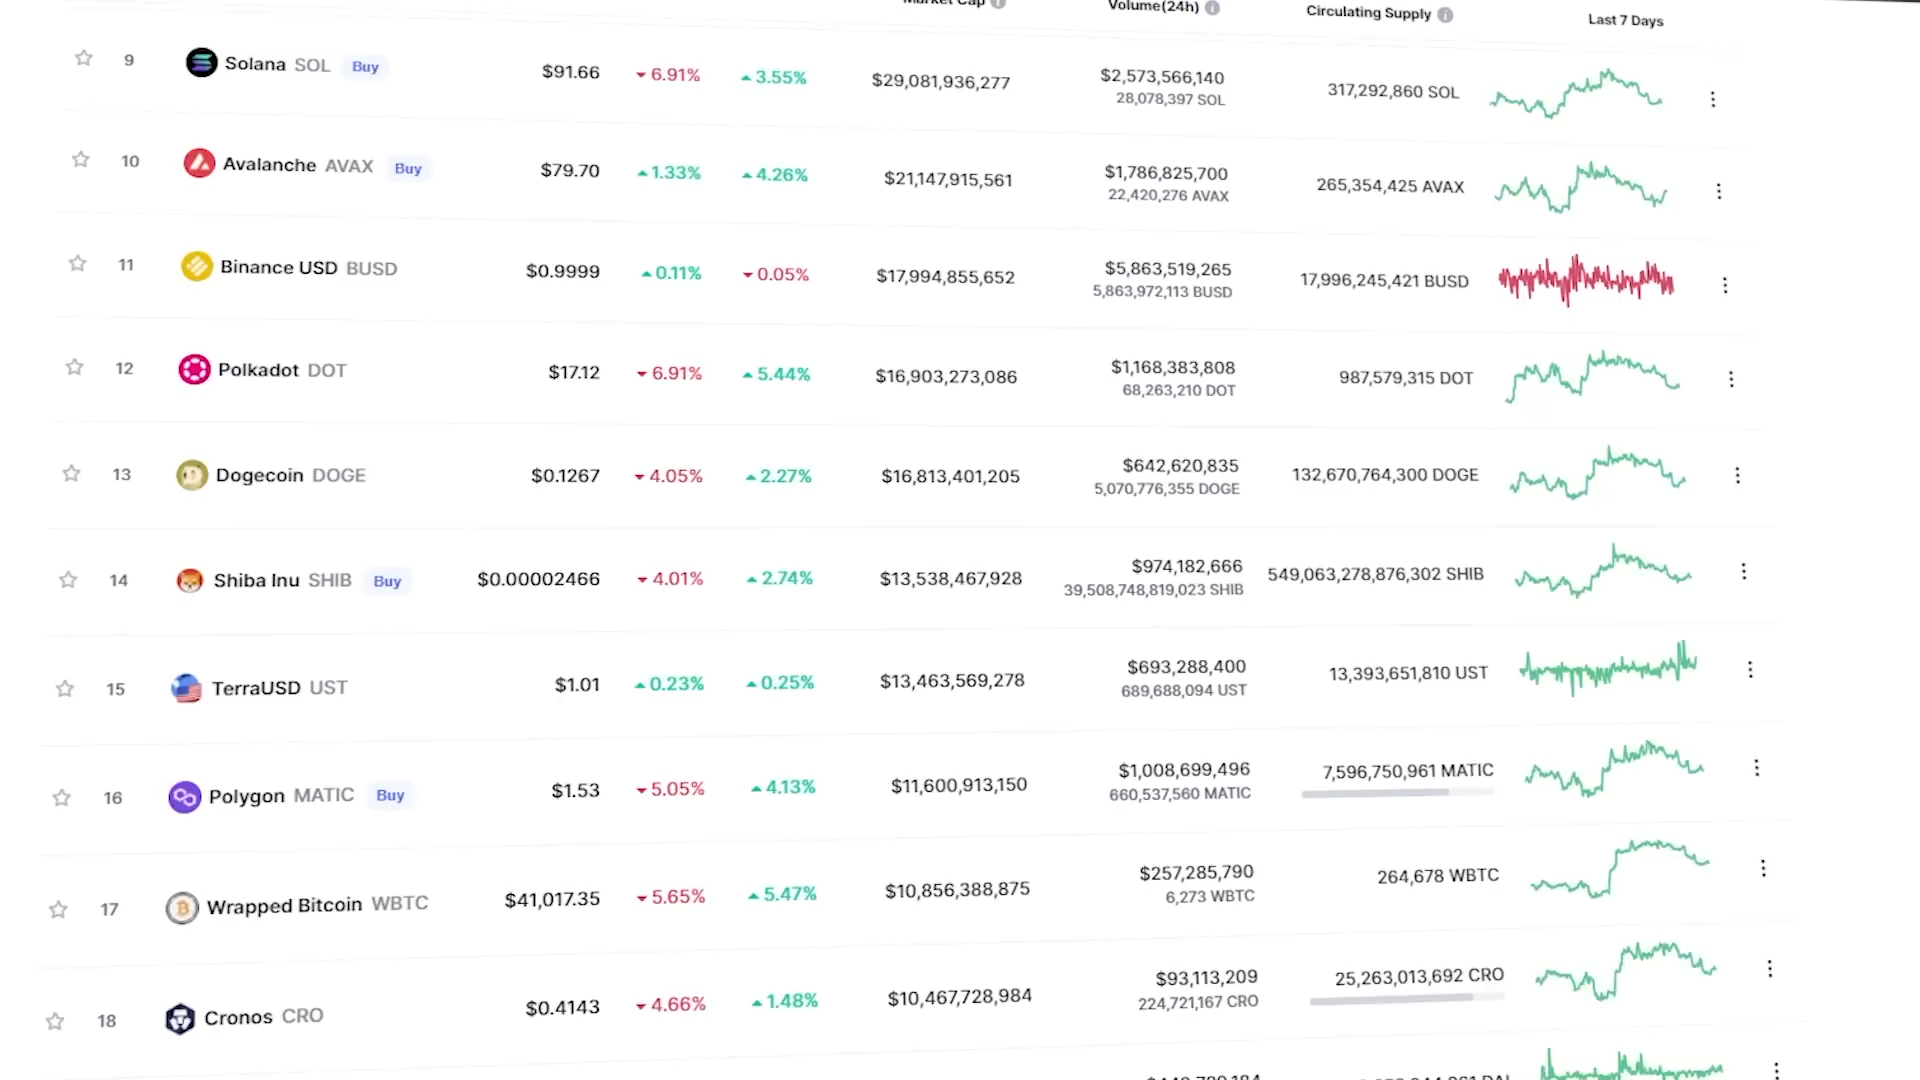 Market Cap
Volume(24h)
Circulating Supply
Last 7 Days
9 Solana SOL Buy $91.66 6.91% 3.55% $29,081,936,277 $2,573,566,140 317,292,860 SOL
28,078,397 SOL
10 Avalanche AVAX Buy $79.70 1.33% 4.26% $21,147,915,561 $1,786,825,700 265,354,425 AVAX
22,420,276 AVAX
11 Binance USD BUSD $0.9999 0.11% 0.05% $17,994,855,652 $5,863,519,265 17,996,245,421 BUSD
5,863,972,113 BUSD
12 Polkadot DOT $17.12 6.91% 5.44% $16,903,273,086 $1,168,383,808 987,579,315 DOT
68,263,210 DOT
13 Dogecoin DOGE $0.1267 4.05% 2.27% $16,813,401,205 $642,620,835 132,670,764,300 DOGE
5,070,776,355 DOGE
14 Shiba Inu SHIB Buy $0.00002466 4.01% 2.74% $13,538,467,928 $974,182,666 549,063,278,876,302 SHIB
39,508,748,819,023 SHIB
15 TerraUSD UST $1.01 0.23% 0.25% $13,463,569,278 $693,288,400 13,393,651,810 UST
689,688,094 UST
16 Polygon MATIC Buy $1.53 5.05% 4.13% $11,600,913,150 $1,008,699,496 7,596,750,961 MATIC
660,537,560 MATIC
17 Wrapped Bitcoin WBTC $41,017.35 5.65% 5.47% $10,856,388,875 $257,285,790 264,678 WBTC
6,273 WBTC
18 Cronos CRO $0.4143 4.66% 1.48% $10,467,728,984 $93,113,209 25,263,013,692 CRO
224,721,167 CRO